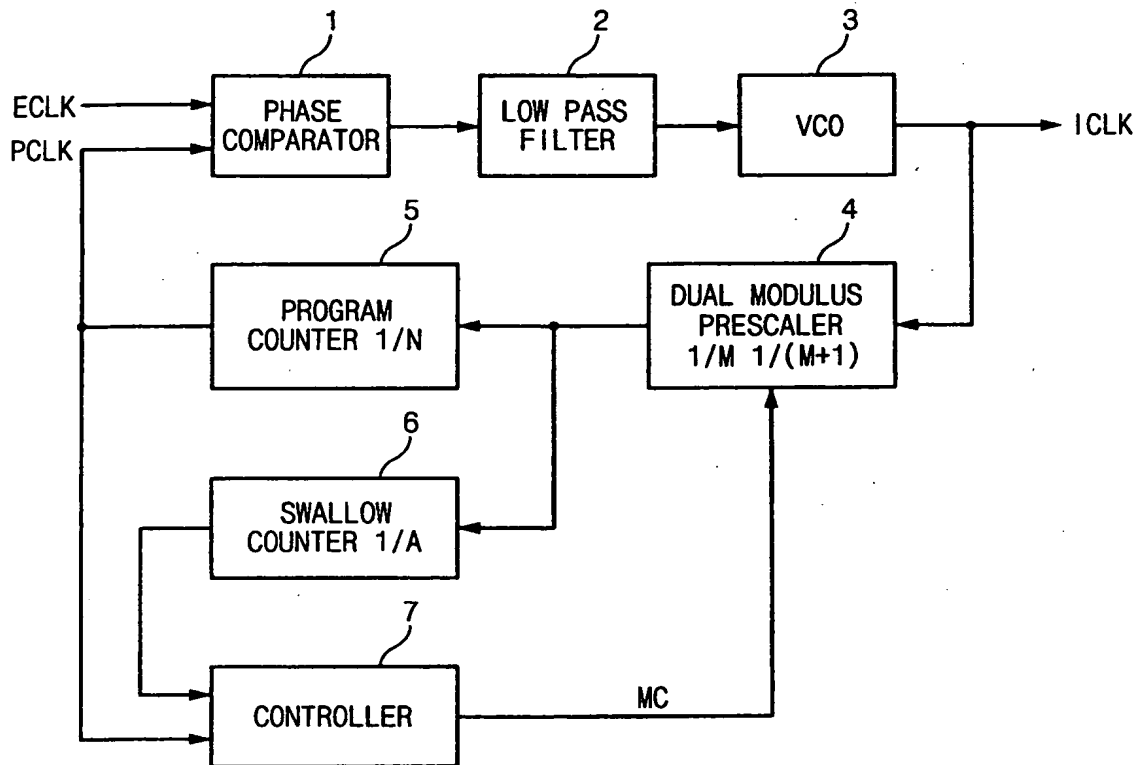 1
2
3
ECLK
PCLK
PHASE
COMPARATOR
LOW PASS
FILTER
VCO
ICLK
5
4
PROGRAM
COUNTER 1/N
DUAL MODULUS
PRESCALER
1/M 1/(M+1)
6
SWALLOW
COUNTER 1/A
7
CONTROLLER
MC